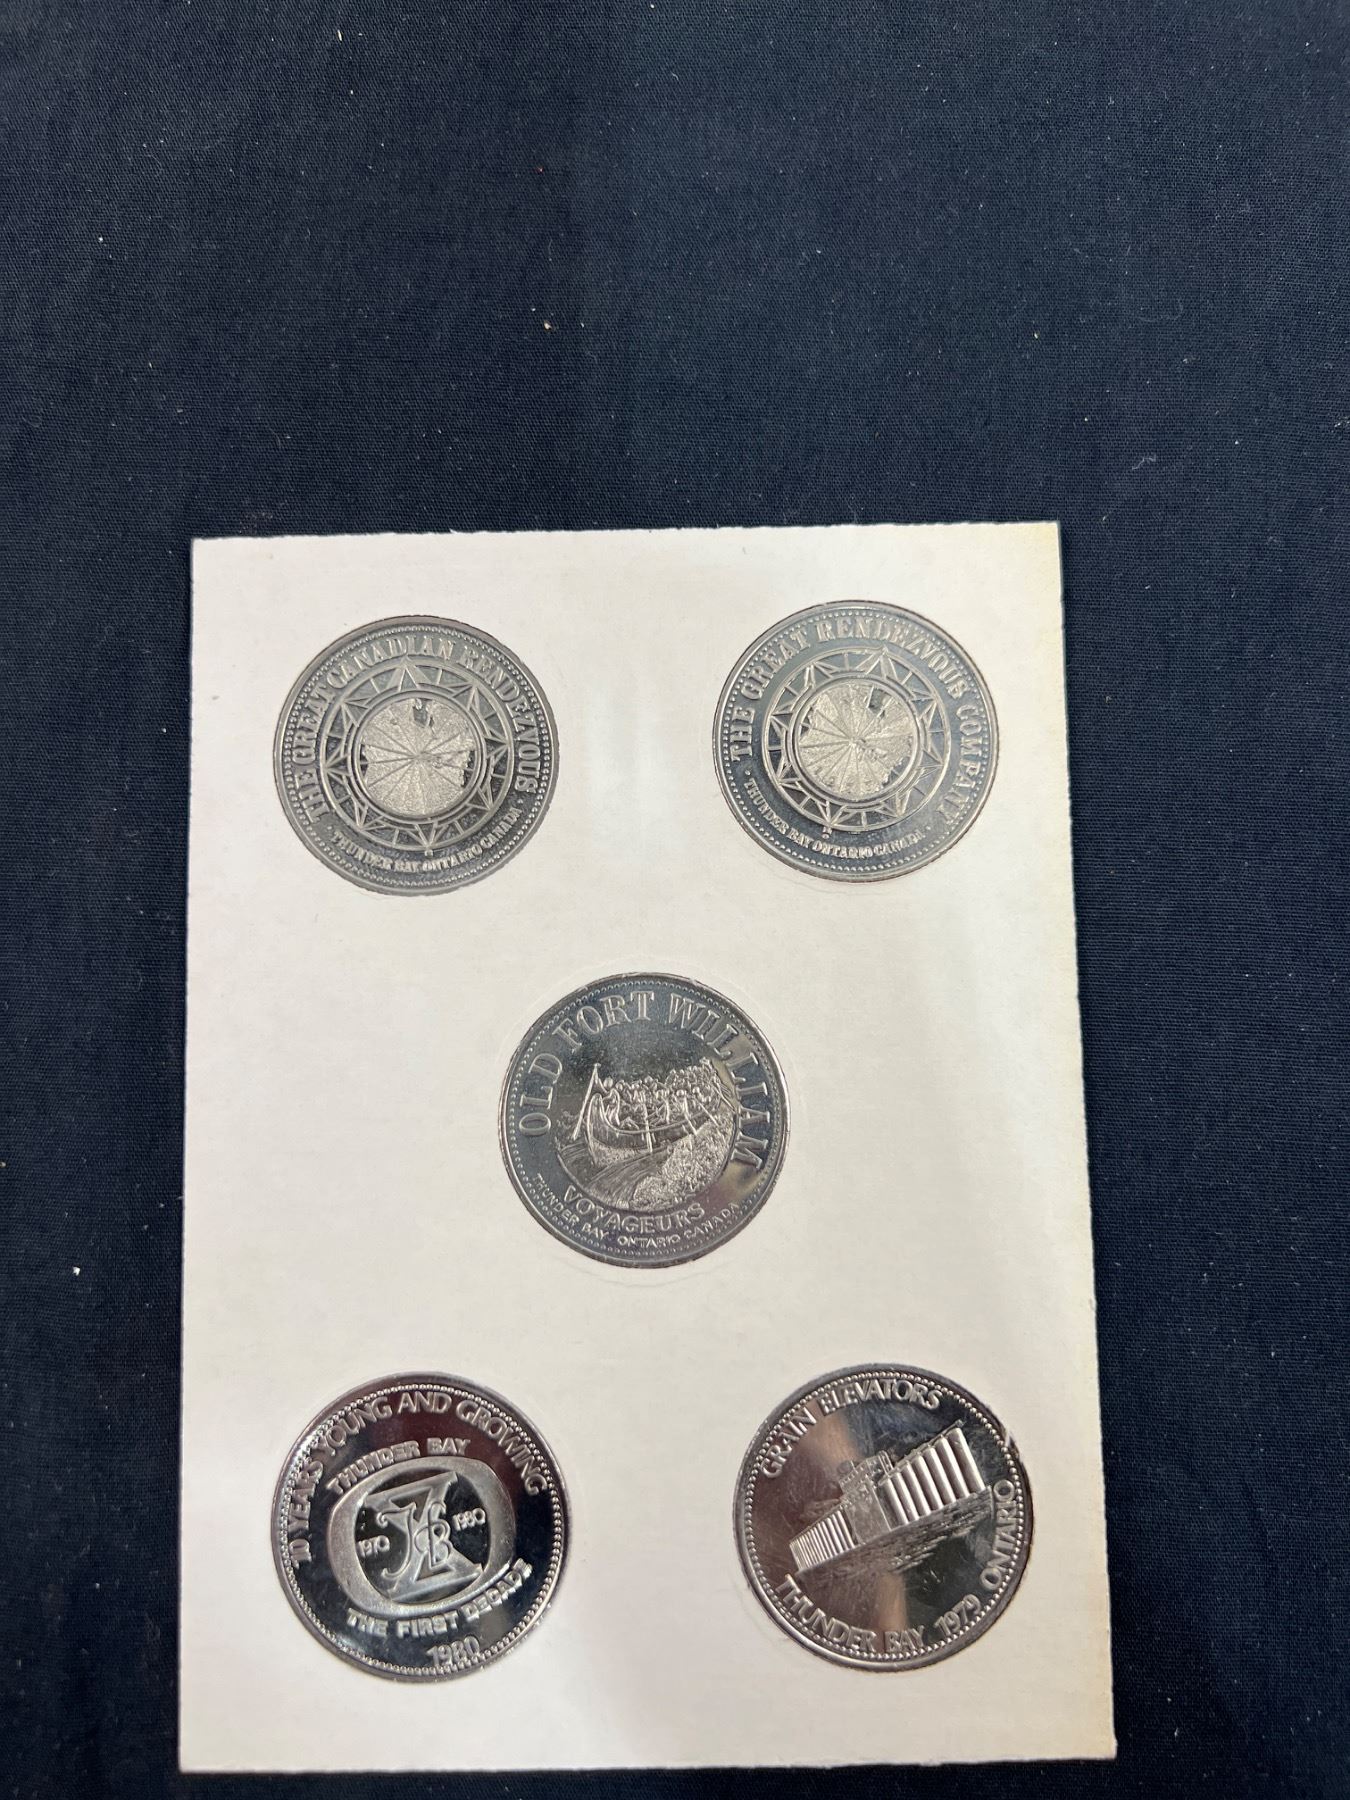 THE GREAT CANADIAN RENDEZVOUS
· THUNDER BAY ONTARIO CANADA ·
THE GREAT RENDEZVOUS COMPANY
· THUNDER BAY ONTARIO CANADA ·
OLD FORT WILLIAM
VOYAGEURS
THUNDER BAY ONTARIO CANADA
10 YEARS YOUNG AND GROWING
THUNDER BAY
1970 1980
THE FIRST DECADE
1980
GRAIN ELEVATORS
THUNDER BAY 1979 ONTARIO